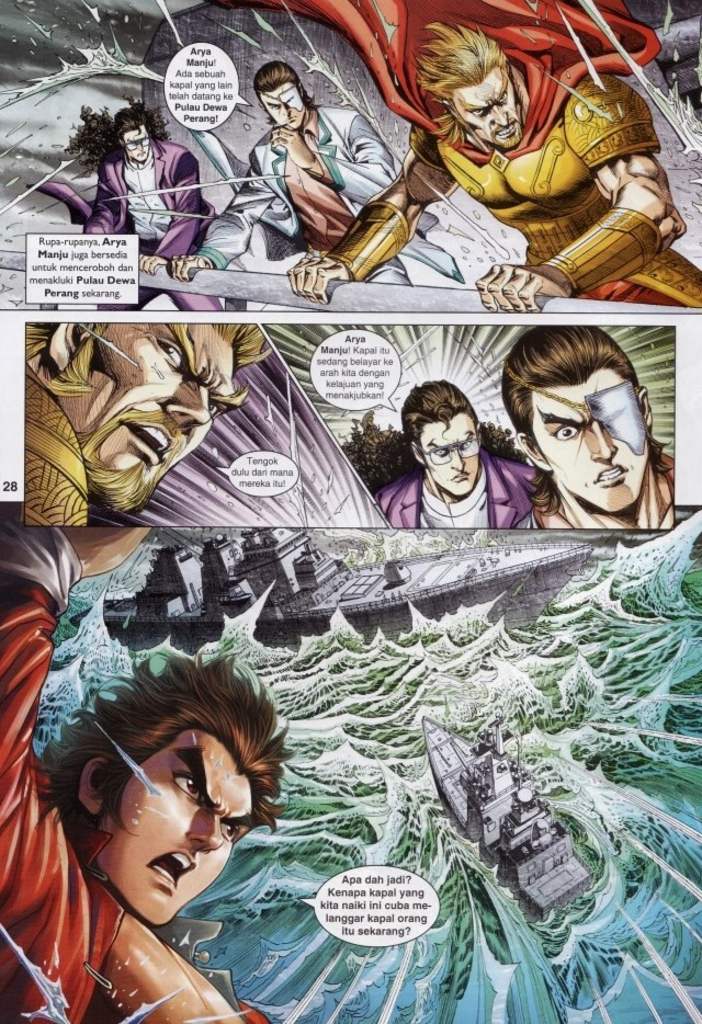 Arya
Manju!
Ada sebuah
kapal yang lain
telah datang ke
Pulau Dewa
Perang!
Rupa-rupanya, Arya
Manju juga bersedia
untuk menceroboh dan
menakluki Pulau
Perang sekarang.
Tengok
dulu dari mana
mereka itu!
Arya
Manju! Kapal itu
sedang belayar ke
arah kita dengan
kelajuan yang
menakjubkan!
28
Apa dah jadi?
Kenapa kapal yang
kita naiki ini cuba me-
langgar kapal orang
itu sekarang?